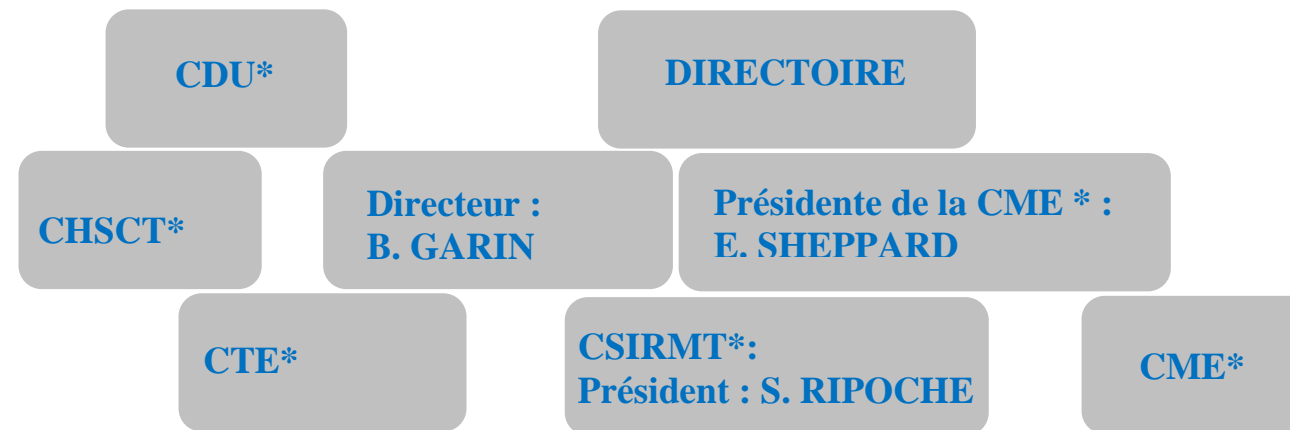 CDU*
DIRECTOIRE
CHSCT*
Directeur :
B. GARIN
Présidente de la CME * :
E. SHEPPARD
CTE*
CSIRMT*:
Président : S. RIPOCHE
CME*